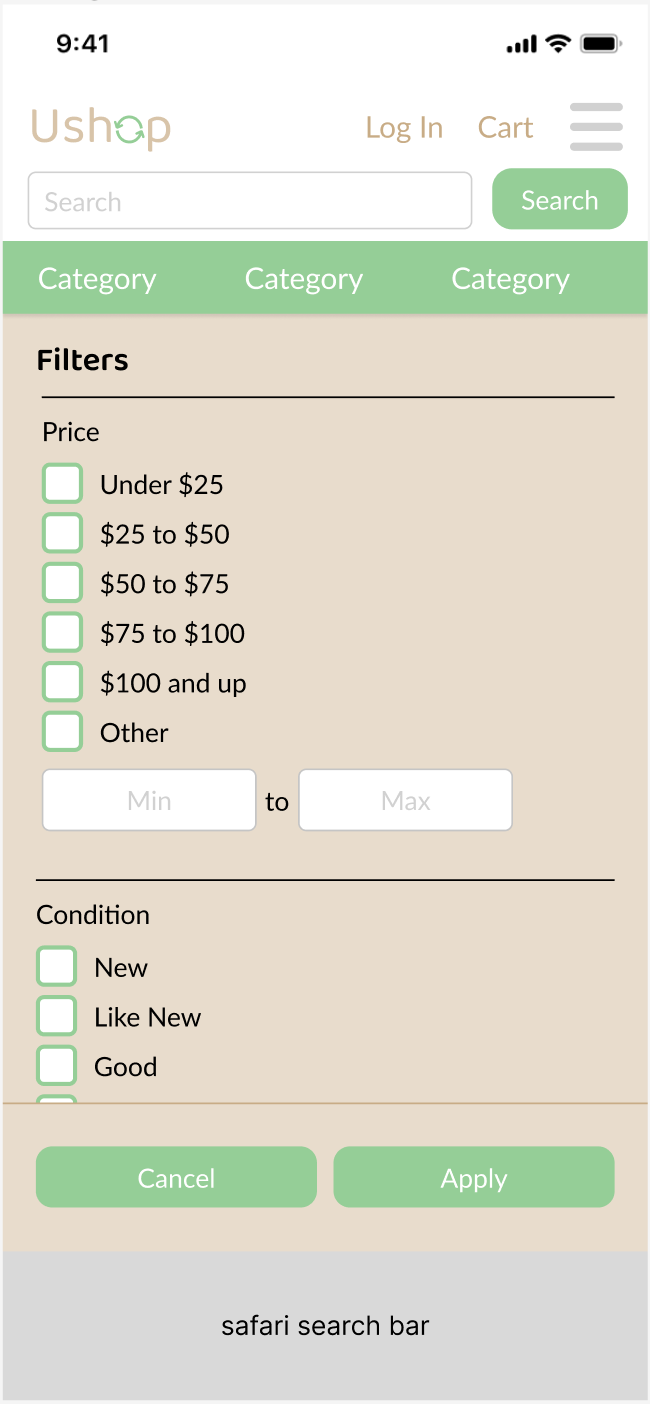 9:41
Ushop
Log In Cart
Search Search
Category Category Category
Filters
Price
Under $25
$25 to $50
$50 to $75
$75 to $100
$100 and up
Other
Min to Max
Condition
New
Like New
Good
Cancel Apply
safari search bar